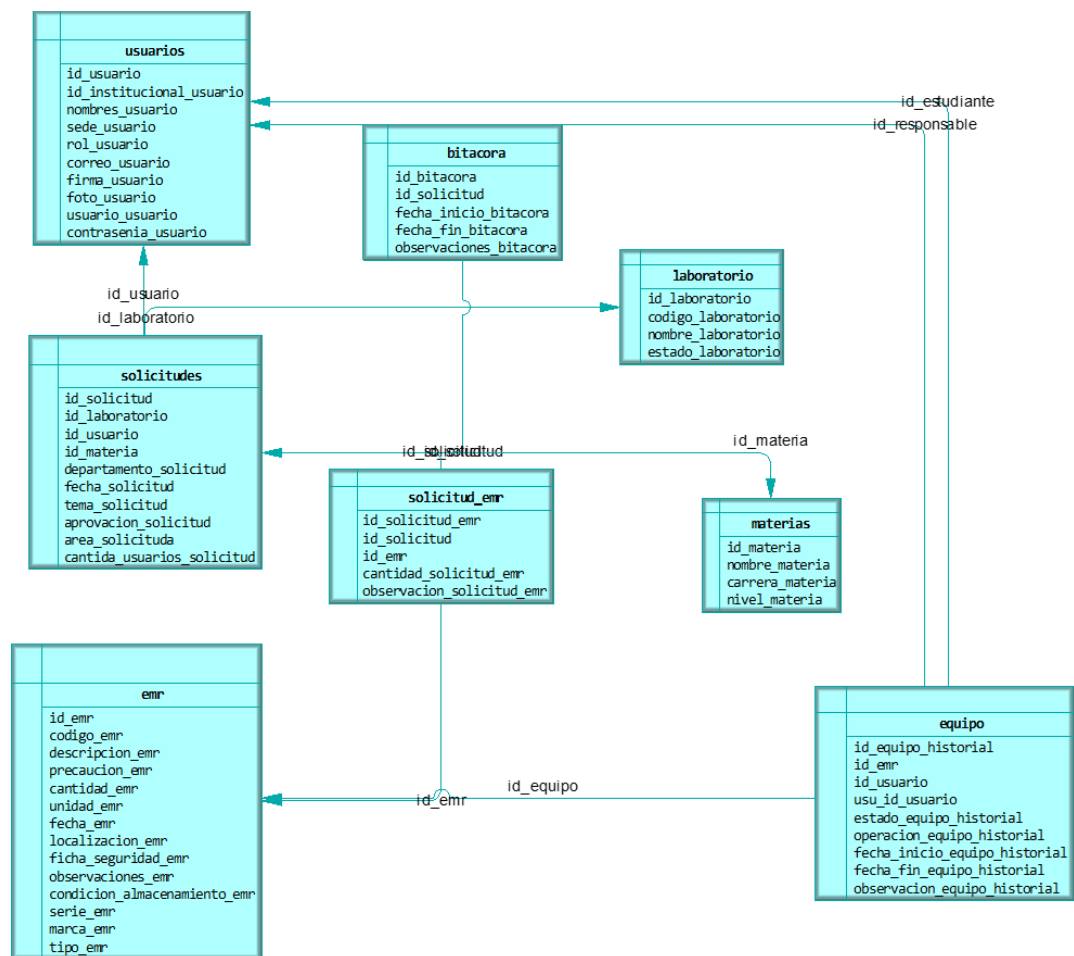 usuarios
id_usuario
id_institucional_usuario
nombres_usuario
sede_usuario
rol_usuario
correo_usuario
firma_usuario
foto_usuario
usuario_usuario
contrasenia_usuario
id_estudiante
id_responsable
bitacora
id_bitacora
id_solicitud
fecha_inicio_bitacora
fecha_fin_bitacora
observaciones_bitacora
laboratorio
id_laboratorio
codigo_laboratorio
nombre_laboratorio
estado_laboratorio
id_usuario
id_laboratorio
solicitudes
id_solicitud
id_laboratorio
id_usuario
id_materia
departamento_solicitud
fecha_solicitud
tema_solicitud
aprovacion_solicitud
area_solicituda
cantida_usuarios_solicitud
id_solicitud
id_solicitud
id_materia
solicitud_emr
id_solicitud_emr
id_solicitud
id_emr
cantidad_solicitud_emr
observacion_solicitud_emr
materias
id_materia
nombre_materia
carrera_materia
nivel_materia
emr
id_emr
codigo_emr
descripcion_emr
precaucion_emr
cantidad_emr
unidad_emr
fecha_emr
localizacion_emr
ficha_seguridad_emr
observaciones_emr
condicion_almacenamiento_emr
serie_emr
marca_emr
tipo_emr
id_emr
id_equipo
equipo
id_equipo_historial
id_emr
id_usuario
usu_id_usuario
estado_equipo_historial
operacion_equipo_historial
fecha_inicio_equipo_historial
fecha_fin_equipo_historial
observacion_equipo_historial